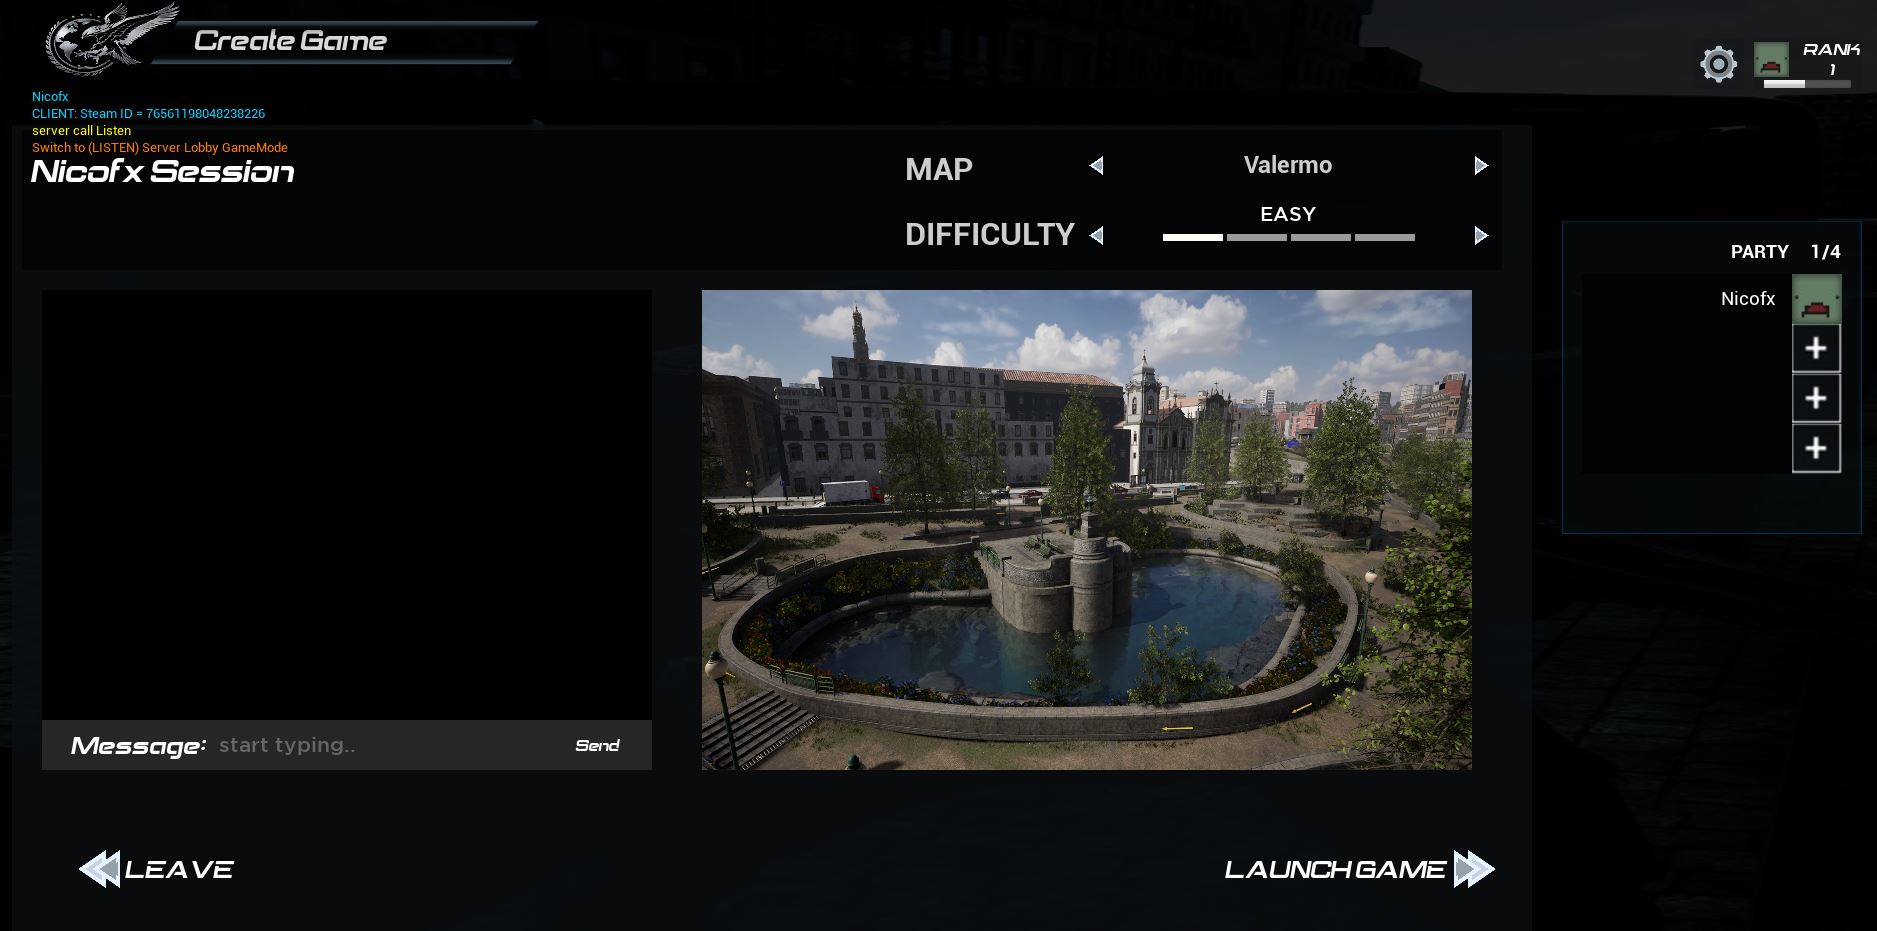 Create Game
RANK
1
Nicofx
CLIENT: Steam ID = 76561198048238226
server call Listen
Switch to (LISTEN) Server Lobby GameMode
Nicofx Session
MAP
Valermo
EASY
DIFFICULTY
PARTY 1/4
Nicofx
Message: start typing..
Send
LEAVE
LAUNCH GAME